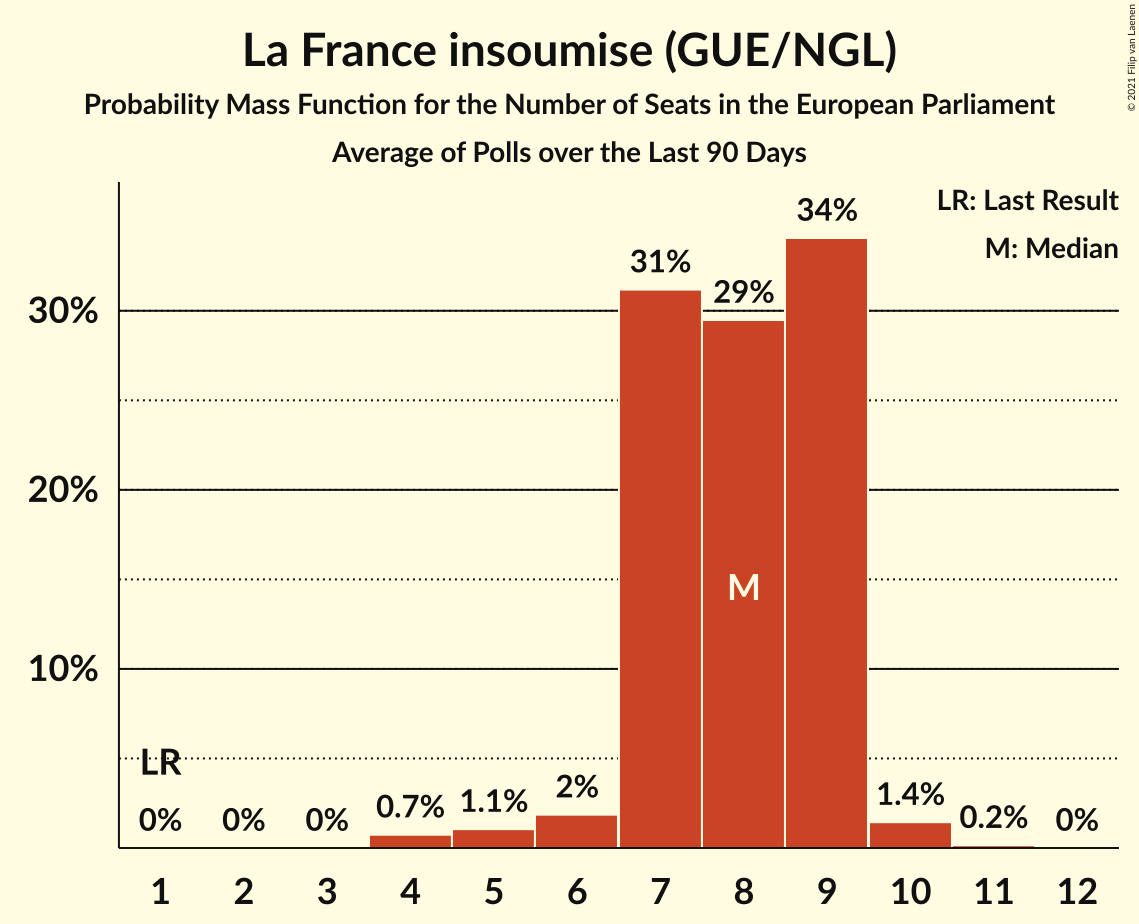 La France insoumise (GUE/NGL)
Probability Mass Function for the Number of Seats in the European Parliament
Average of Polls over the Last 90 Days
© 2021 Filip van Laenen
LR: Last Result
M: Median
34%
31%
29%
30%
20%
M
10%
LR
0%
0%
0%
0.7%
1.1%
2%
1.4%
0.2%
0%
1 2 3 4 5 6 7 8 9 10 11 12